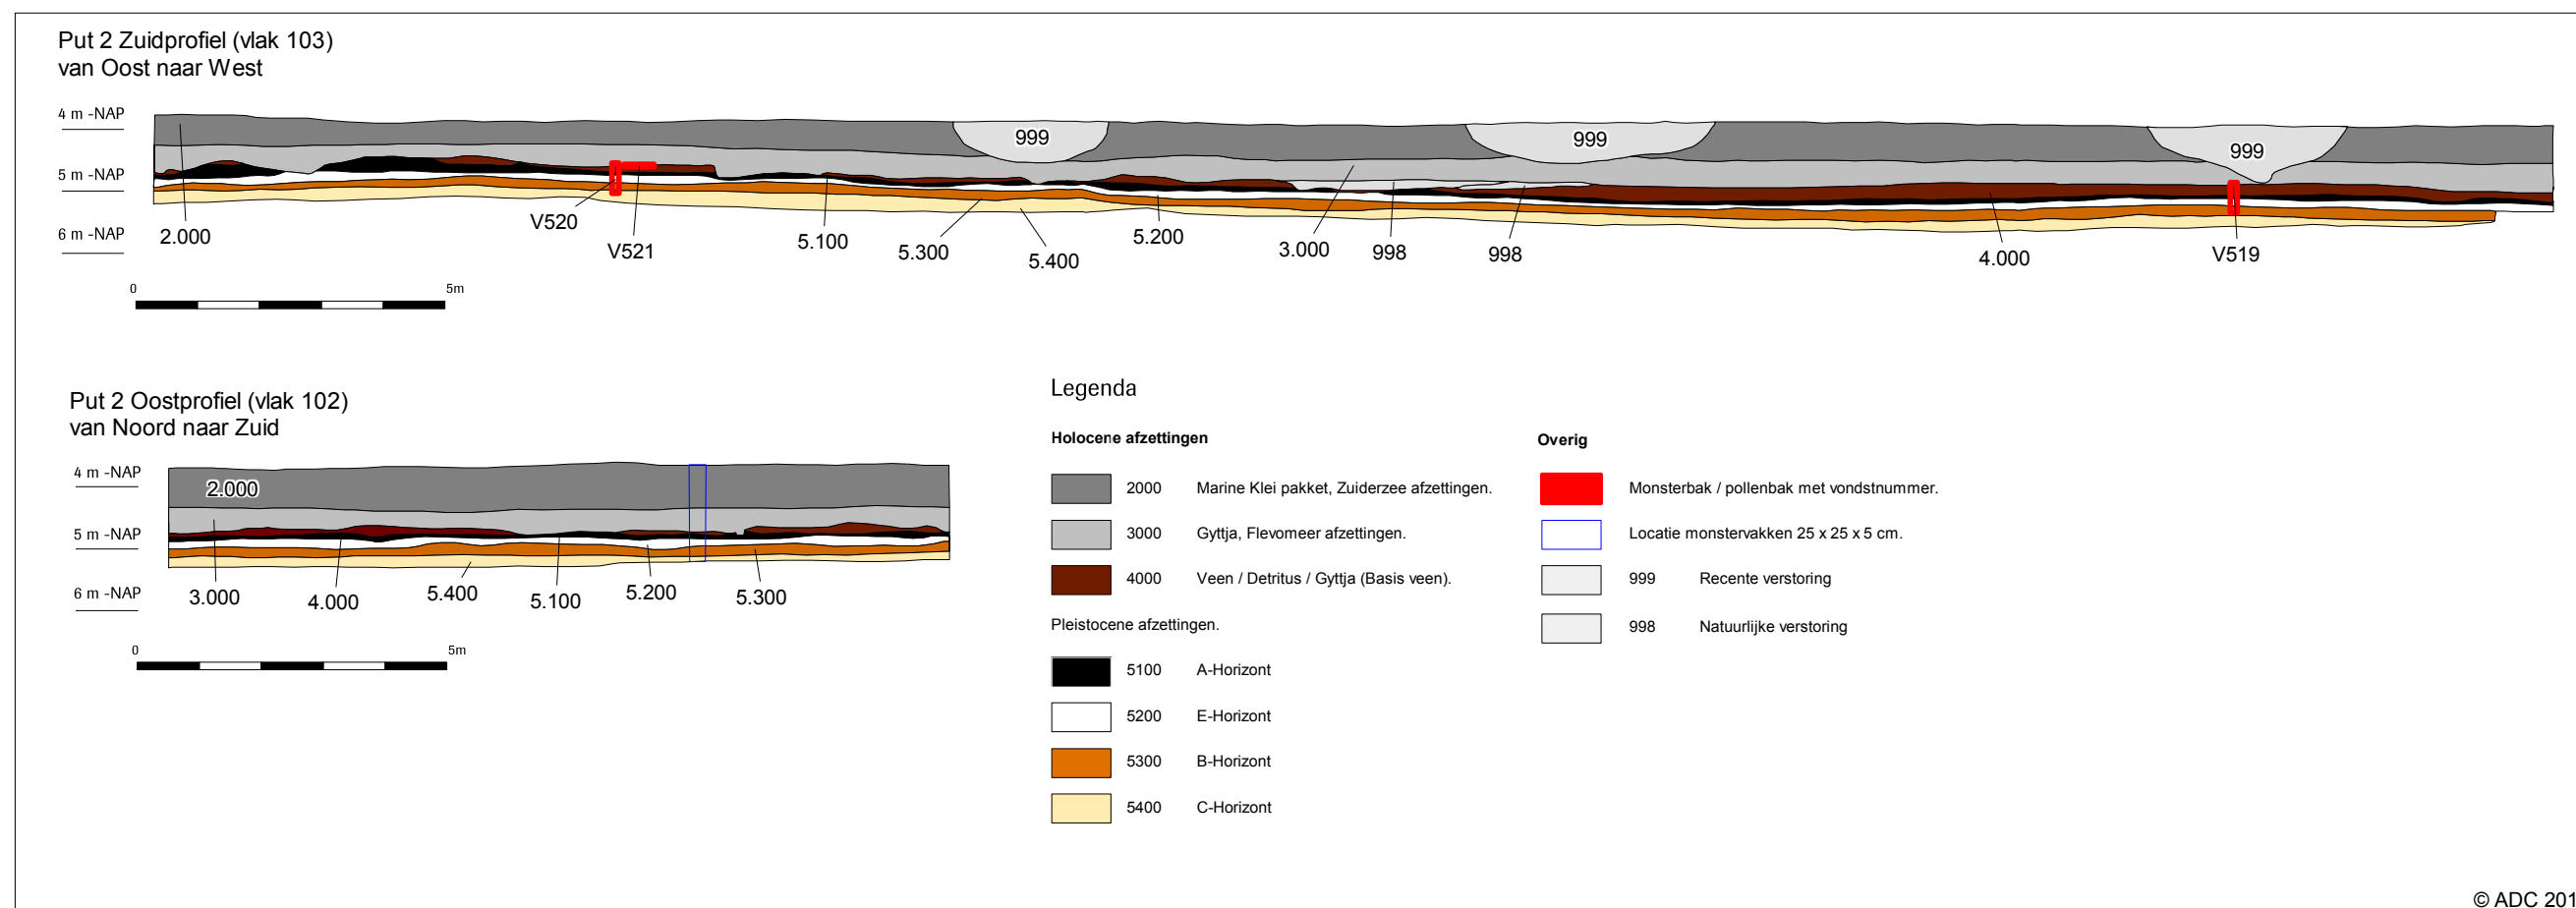 Put 2 Zuidprofiel (vlak 103)
van Oost naar West
4 m -NAP
5 m -NAP
6 m -NAP
999
999
999
2.000
V520
V521
5.100
5.300
5.400
5.200
3.000
998
998
4.000
V519
0 5m
Put 2 Oostprofiel (vlak 102)
van Noord naar Zuid
4 m -NAP
5 m -NAP
6 m -NAP
2.000
3.000
4.000
5.400
5.100
5.200
5.300
0 5m
Legenda
Holocene afzettingen
2000 Marine Klei pakket, Zuiderzee afzettingen.
3000 Gyttja, Flevomeer afzettingen.
4000 Veen / Detritus / Gyttja (Basis veen).
Pleistocene afzettingen.
5100 A-Horizont
5200 E-Horizont
5300 B-Horizont
5400 C-Horizont
Overig
Monsterbak / pollenbak met vondstnummer.
Locatie monstervakken 25 x 25 x 5 cm.
999 Recente verstoring
998 Natuurlijke verstoring
© ADC 201